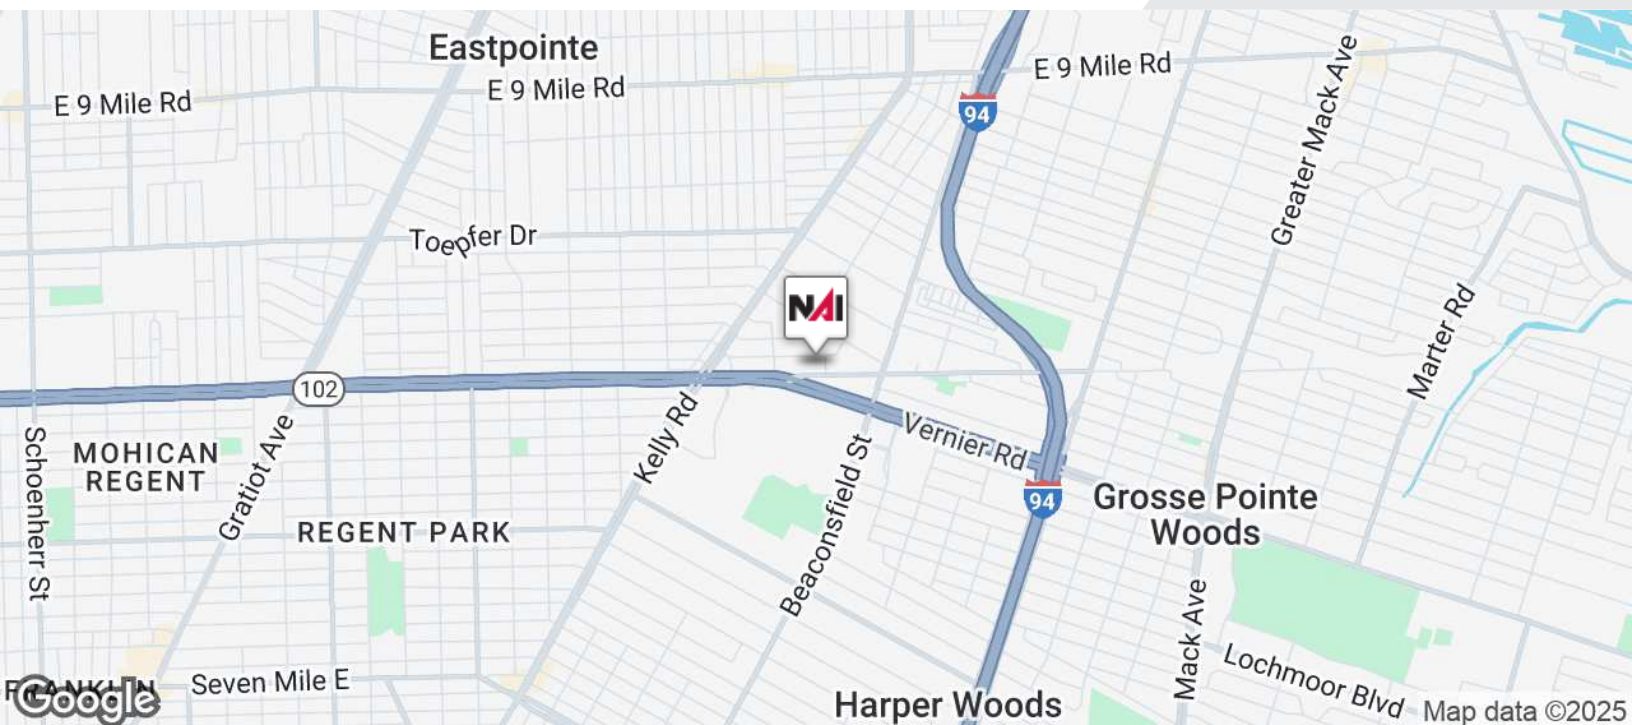 Eastpointe
E 9 Mile Rd
E 9 Mile Rd
E 9 Mile Rd
94
Greater Mack Ave
Toepfer Dr
NAI
Marter Rd
102
Kelly Rd
Vernier Rd
Schoenherr St
MOHICAN
REGENT
Gratiot Ave
Beaconsfield St
94
Grosse Pointe
Woods
REGENT PARK
Mack Ave
Lochmoor Blvd
Seven Mile E
FRANKLIN
Google
Harper Woods
Map data ©2025